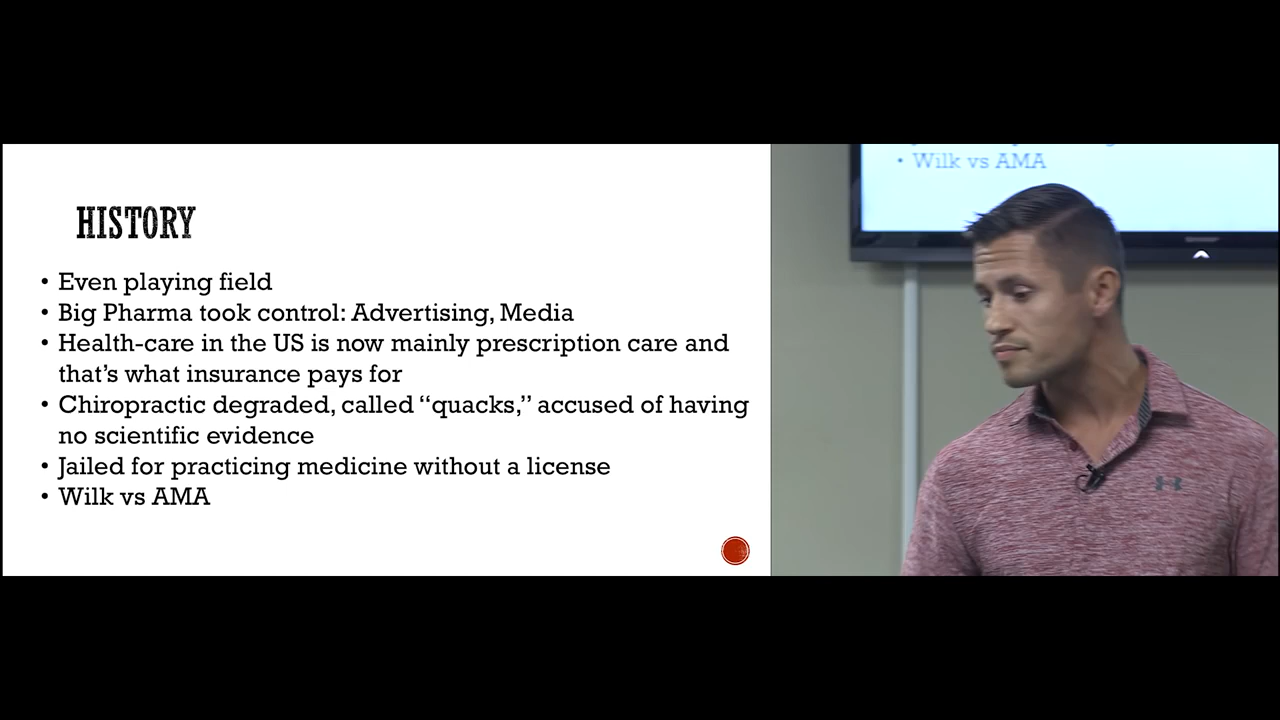 HISTORY
• Even playing field
• Big Pharma took control: Advertising, Media
• Health-care in the US is now mainly prescription care and
that’s what insurance pays for
• Chiropractic degraded, called “quacks,” accused of having
no scientific evidence
• Jailed for practicing medicine without a license
• Wilk vs AMA
• Wilk vs AMA